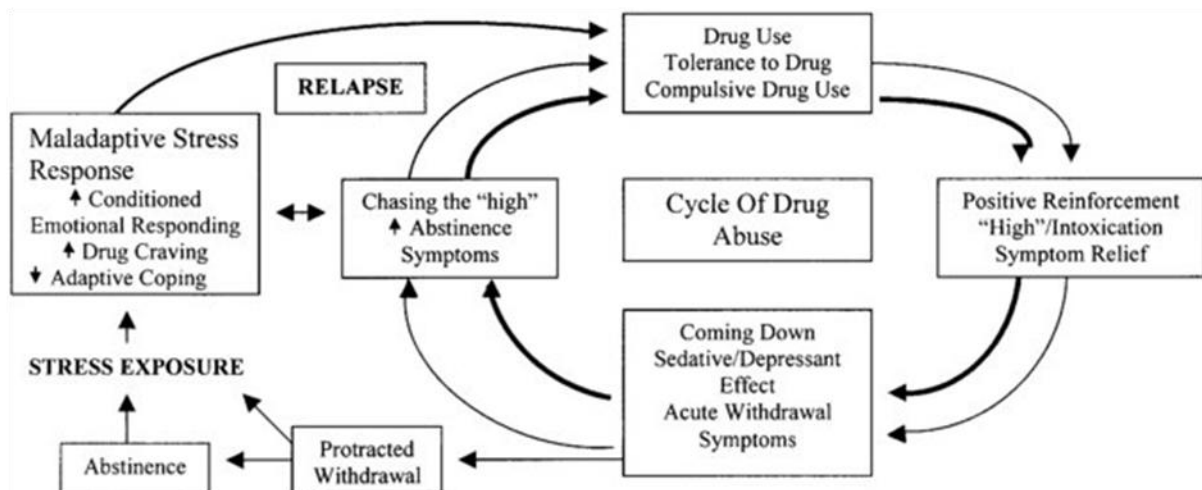 Drug Use
Tolerance to Drug
Compulsive Drug Use
RELAPSE
Maladaptive Stress
Response
↑ Conditioned
Emotional Responding
↑ Drug Craving
↓ Adaptive Coping
Chasing the “high”
↑ Abstinence
Symptoms
Cycle Of Drug
Abuse
Positive Reinforcement
“High”/Intoxication
Symptom Relief
Coming Down
Sedative/Depressant
Effect
Acute Withdrawal
Symptoms
STRESS EXPOSURE
Abstinence
Protracted
Withdrawal